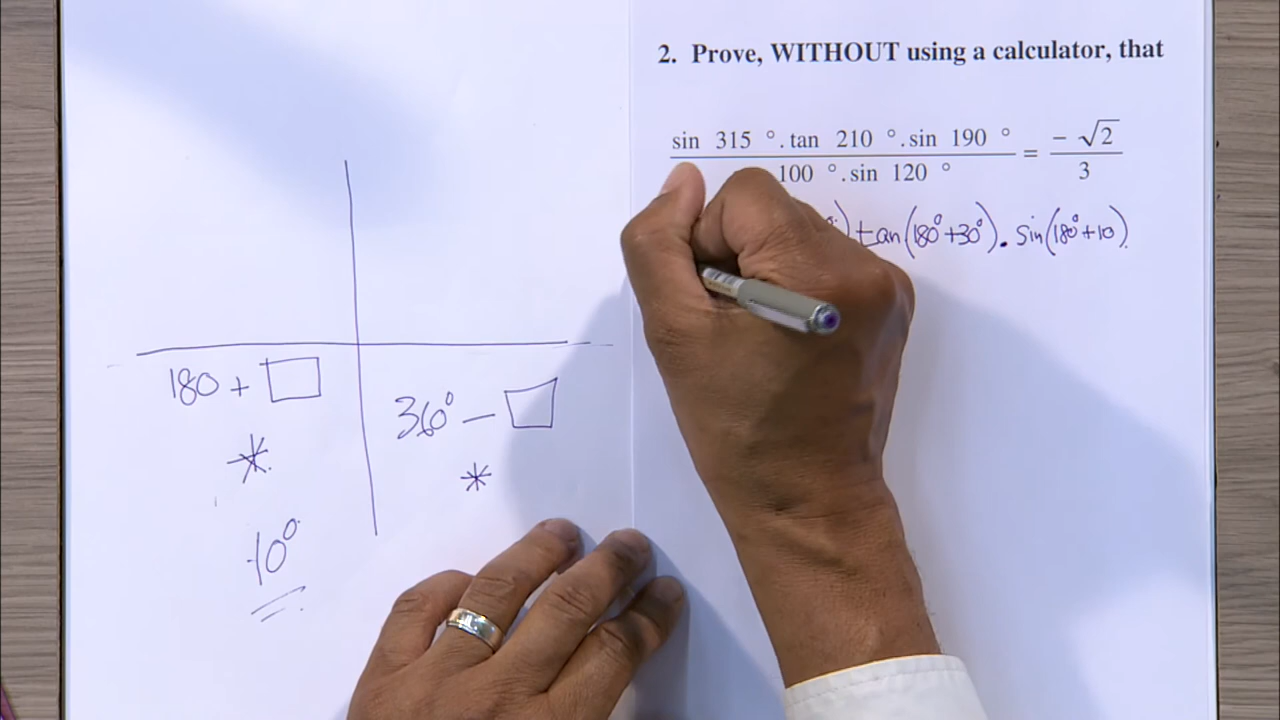 180 + □
*
10°
360° – □
*
2. Prove, WITHOUT using a calculator, that
sin 315 °.tan 210 °.sin 190 ° = – √2
100 °.sin 120 ° 3
tan(180°+30°). sin(180°+10)